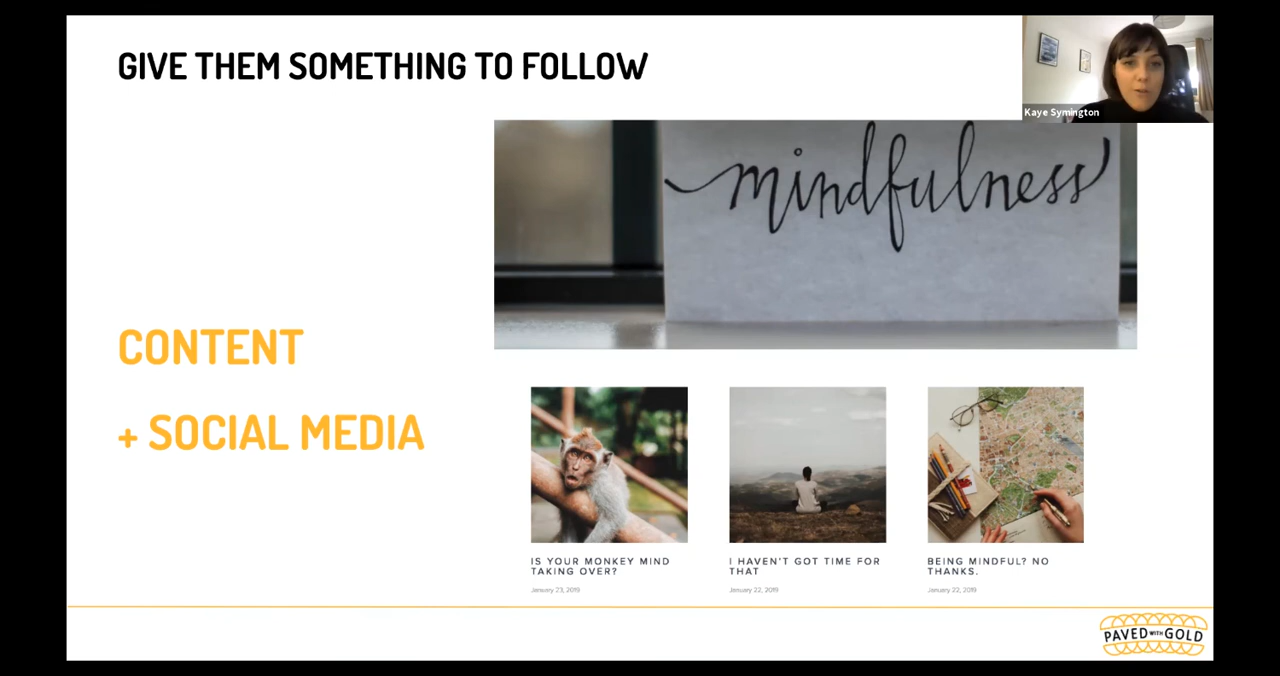 GIVE THEM SOMETHING TO FOLLOW
Kaye Symington
mindfulness
CONTENT
+ SOCIAL MEDIA
IS YOUR MONKEY MIND
TAKING OVER?
January 23, 2019
I HAVEN'T GOT TIME FOR
THAT
January 22, 2019
BEING MINDFUL? NO
THANKS.
January 22, 2019
PAVED WITH GOLD